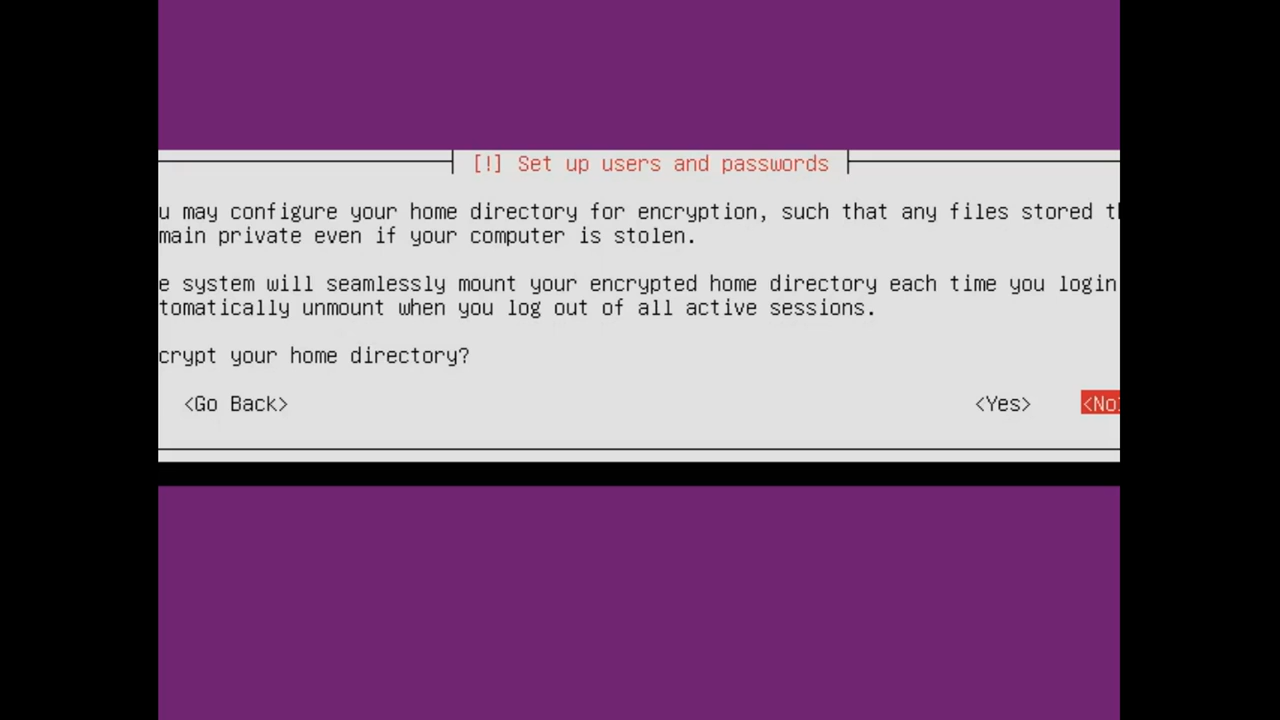 [!] Set up users and passwords
u may configure your home directory for encryption, such that any files stored th
main private even if your computer is stolen.
e system will seamlessly mount your encrypted home directory each time you login
tomatically unmount when you log out of all active sessions.
crypt your home directory?
<Go Back> <Yes> <No